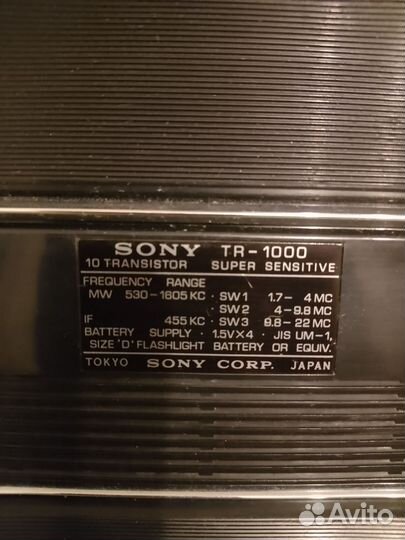 SONY TR-1000
10 TRANSISTOR SUPER SENSITIVE
FREQUENCY RANGE
MW 530-1605 KC · SW1 1.7- 4 MC
· SW2 4-9.8 MC
IF 455 KC · SW3 9.8-22 MC
BATTERY SUPPLY · 1.5V×4 · JIS UM-1,
SIZE 'D' FLASHLIGHT BATTERY OR EQUIV.
TOKYO SONY CORP. JAPAN
Avito